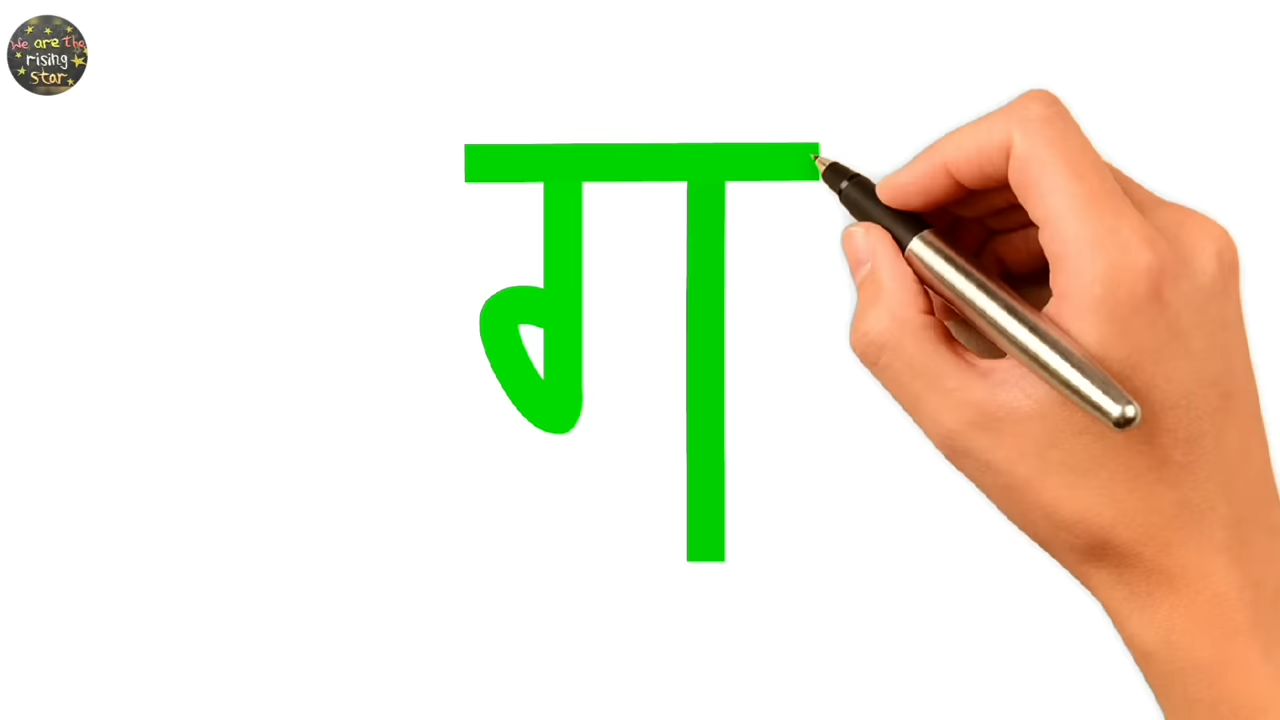 We are the
rising
star
ग